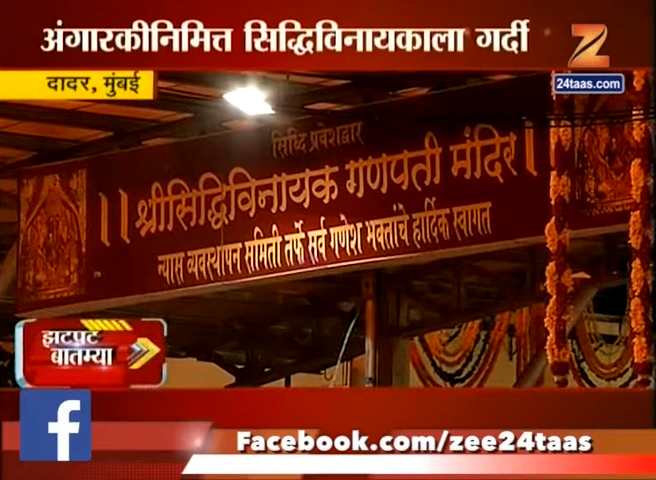 अंगारकीनिमित्त सिद्धिविनायकाला गर्दी
24taas.com
दादर, मुंबई
सिध्दि प्रवेशद्वार
।।श्रीसिद्धिविनायक गणपती मंदिर।।
न्यास व्यवस्थापन समिती तर्फे सर्व गणेश भक्तांचे हार्दिक स्वागत
झटपट
बातम्या
f
Facebook.com/zee24taas